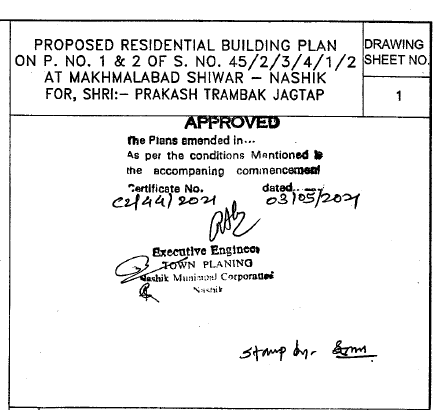 PROPOSED RESIDENTIAL BUILDING PLAN
ON P. NO. 1 & 2 OF S. NO. 45/2/3/4/1/2
AT MAKHMALABAD SHIWAR – NASHIK
FOR, SHRI:– PRAKASH TRAMBAK JAGTAP
DRAWING
SHEET NO.
1
APPROVED
The Plans amended in...
As per the conditions Mentioned is
the accompaning commencement
Certificate No. dated......
C2/44/2021 03/05/2021
Executive Engineer
TOWN PLANING
Nashik Municipal Corporation
Nashik
Stamp by-